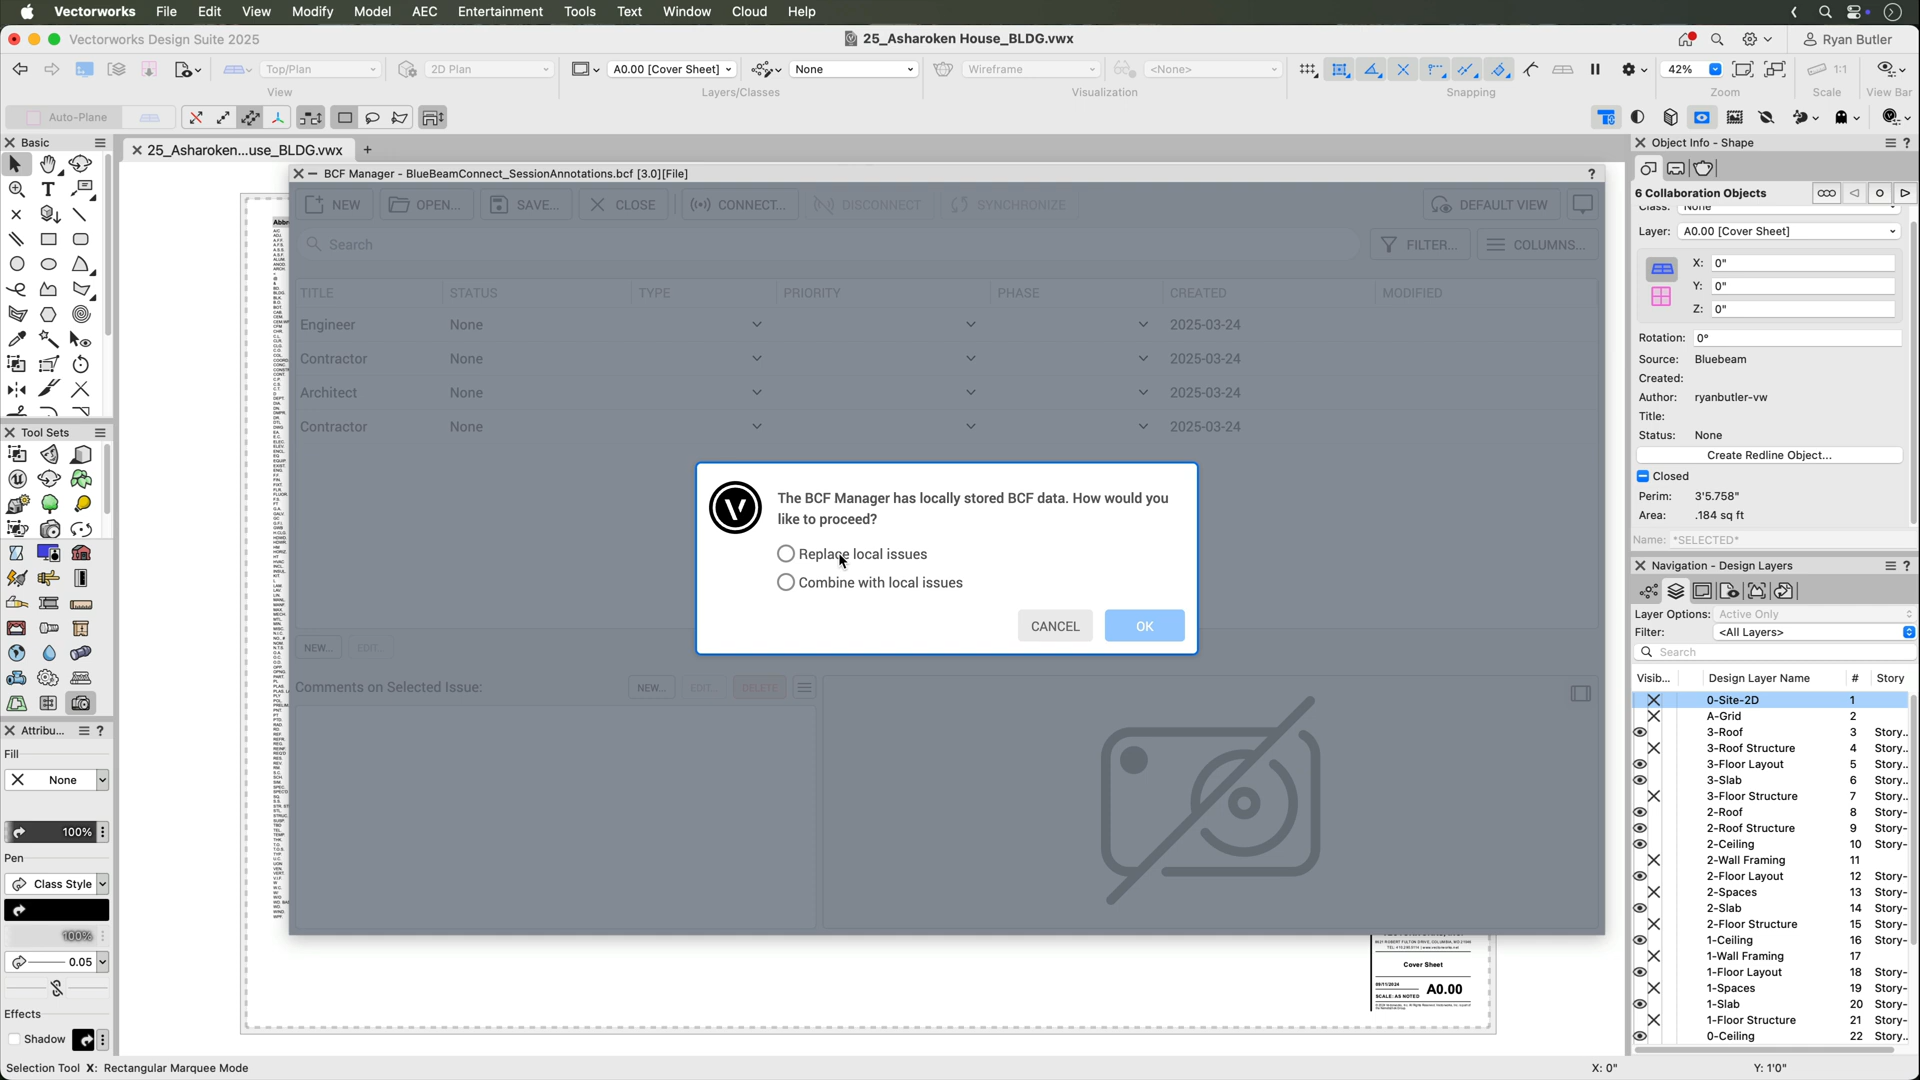 Vectorworks File Edit View Modify Model AEC Entertainment Tools Text Window Cloud Help
Vectorworks Design Suite 2025
25_Asharoken House_BLDG.vwx
Ryan Butler
Top/Plan
2D Plan
A0.00 [Cover Sheet]
None
Wireframe
<None>
42%
1:1
View
Layers/Classes
Visualization
Snapping
Zoom
Scale
View Bar
Auto-Plane
Basic
25_Asharoken...use_BLDG.vwx
BCF Manager - BlueBeamConnect_SessionAnnotations.bcf [3.0][File]
?
NEW
OPEN...
SAVE...
CLOSE
CONNECT...
DISCONNECT
SYNCHRONIZE
DEFAULT VIEW
Search
FILTER...
COLUMNS...
TITLE STATUS TYPE PRIORITY PHASE CREATED MODIFIED
Engineer None 2025-03-24
Contractor None 2025-03-24
Architect None 2025-03-24
Contractor None 2025-03-24
The BCF Manager has locally stored BCF data. How would you
like to proceed?
Replace local issues
Combine with local issues
CANCEL
OK
NEW...
EDIT...
Comments on Selected Issue:
NEW...
EDIT...
DELETE
Tool Sets
Attribu... ?
Fill
None
100%
Pen
Class Style
100%
0.05
Effects
Shadow
Cover Sheet
09/11/2024
SCALE: AS NOTED
A0.00
Object Info - Shape ?
6 Collaboration Objects
Class: None
Layer: A0.00 [Cover Sheet]
X: 0"
Y: 0"
Z: 0"
Rotation: 0°
Source: Bluebeam
Created:
Author: ryanbutler-vw
Title:
Status: None
Create Redline Object...
Closed
Perim: 3'5.758"
Area: .184 sq ft
Name: *SELECTED*
Navigation - Design Layers ?
Layer Options: Active Only
Filter: <All Layers>
Search
Visib... Design Layer Name # Story
0-Site-2D 1
A-Grid 2
3-Roof 3 Story..
3-Roof Structure 4 Story..
3-Floor Layout 5 Story..
3-Slab 6 Story..
3-Floor Structure 7 Story..
2-Roof 8 Story-
2-Roof Structure 9 Story-
2-Ceiling 10 Story-
2-Wall Framing 11
2-Floor Layout 12 Story-
2-Spaces 13 Story-
2-Slab 14 Story-
2-Floor Structure 15 Story-
1-Ceiling 16 Story-
1-Wall Framing 17
1-Floor Layout 18 Story-
1-Spaces 19 Story-
1-Slab 20 Story-
1-Floor Structure 21 Story-
0-Ceiling 22 Story..
Selection Tool X: Rectangular Marquee Mode
X: 0"
Y: 1'0"